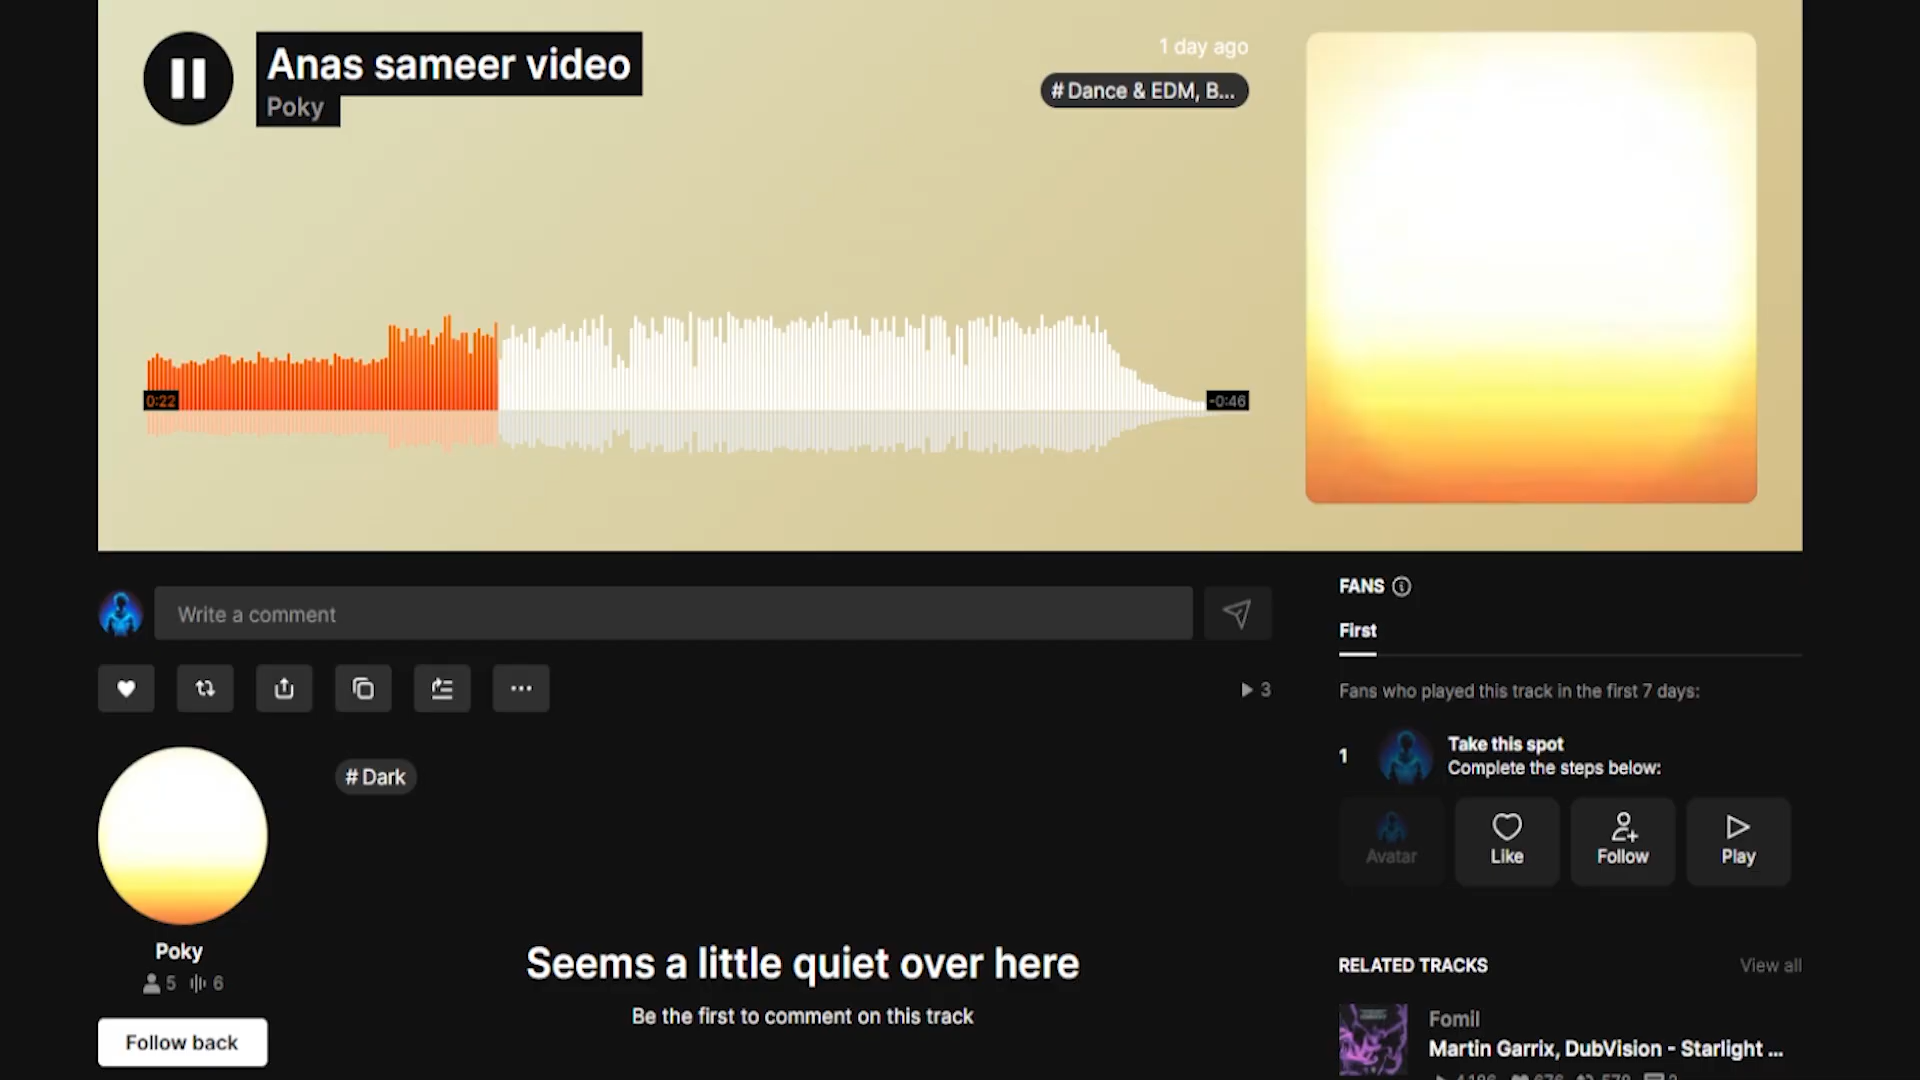 Anas sameer video
Poky
1 day ago
# Dance & EDM, B...
0:22
-0:46
Write a comment
3
# Dark
Poky
5 6
Follow back
Seems a little quiet over here
Be the first to comment on this track
FANS
First
Fans who played this track in the first 7 days:
1
Take this spot
Complete the steps below:
Avatar
Like
Follow
Play
RELATED TRACKS
View all
Fomil
Martin Garrix, DubVision - Starlight ...